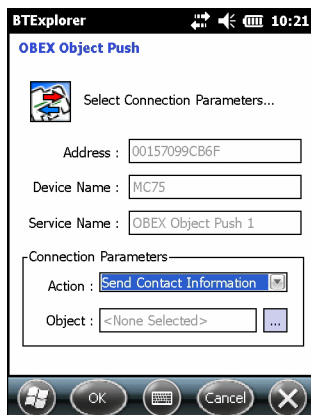 BTExplorer 10:21
OBEX Object Push
Select Connection Parameters...
Address : 00157099CB6F
Device Name : MC75
Service Name : OBEX Object Push 1
Connection Parameters
Action : Send Contact Information
Object : <None Selected> ...
OK Cancel